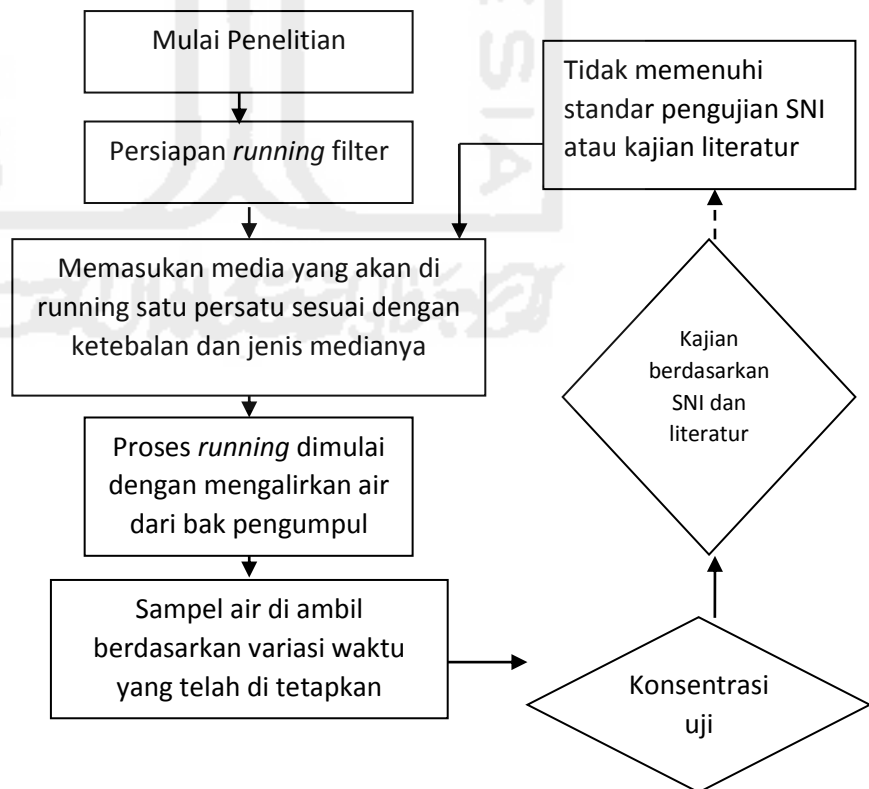 Mulai Penelitian
Persiapan running filter
Memasukan media yang akan di
running satu persatu sesuai dengan
ketebalan dan jenis medianya
Proses running dimulai
dengan mengalirkan air
dari bak pengumpul
Sampel air di ambil
berdasarkan variasi waktu
yang telah di tetapkan
Konsentrasi
uji
Kajian
berdasarkan
SNI dan
literatur
Tidak memenuhi
standar pengujian SNI
atau kajian literatur
ESIA